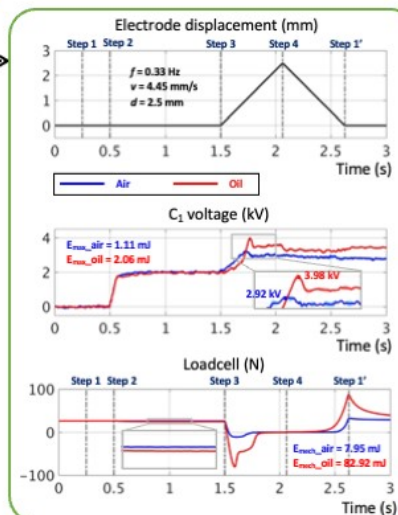 Electrode displacement (mm)
Step 1 Step 2 Step 3 Step 4 Step 1'
3
2
1
0
f = 0.33 Hz
v = 4.45 mm/s
d = 2.5 mm
0 0.5 1 1.5 2 2.5 3
Time (s)
Air Oil
C1 voltage (kV)
4
2
0
Emax_air = 1.11 mJ
Emax_oil = 2.06 mJ
3.98 kV
2.92 kV
0 0.5 1 1.5 2 2.5 3
Time (s)
Loadcell (N)
Step 1 Step 2 Step 3 Step 4 Step 1'
100
0
-100
Emech_air = 7.95 mJ
Emech_oil = 82.92 mJ
0 0.5 1 1.5 2 2.5 3
Time (s)